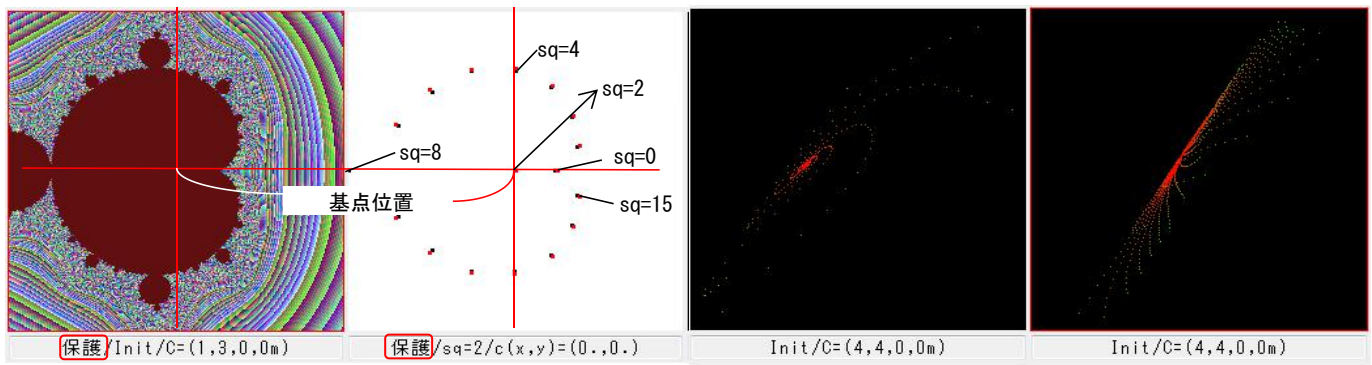 sq=4
sq=2
sq=8
sq=0
基点位置
sq=15
保護/Init/C=(1,3,0,0m)
保護/sq=2/c(x,y)=(0.,0.)
Init/C=(4,4,0,0m)
Init/C=(4,4,0,0m)